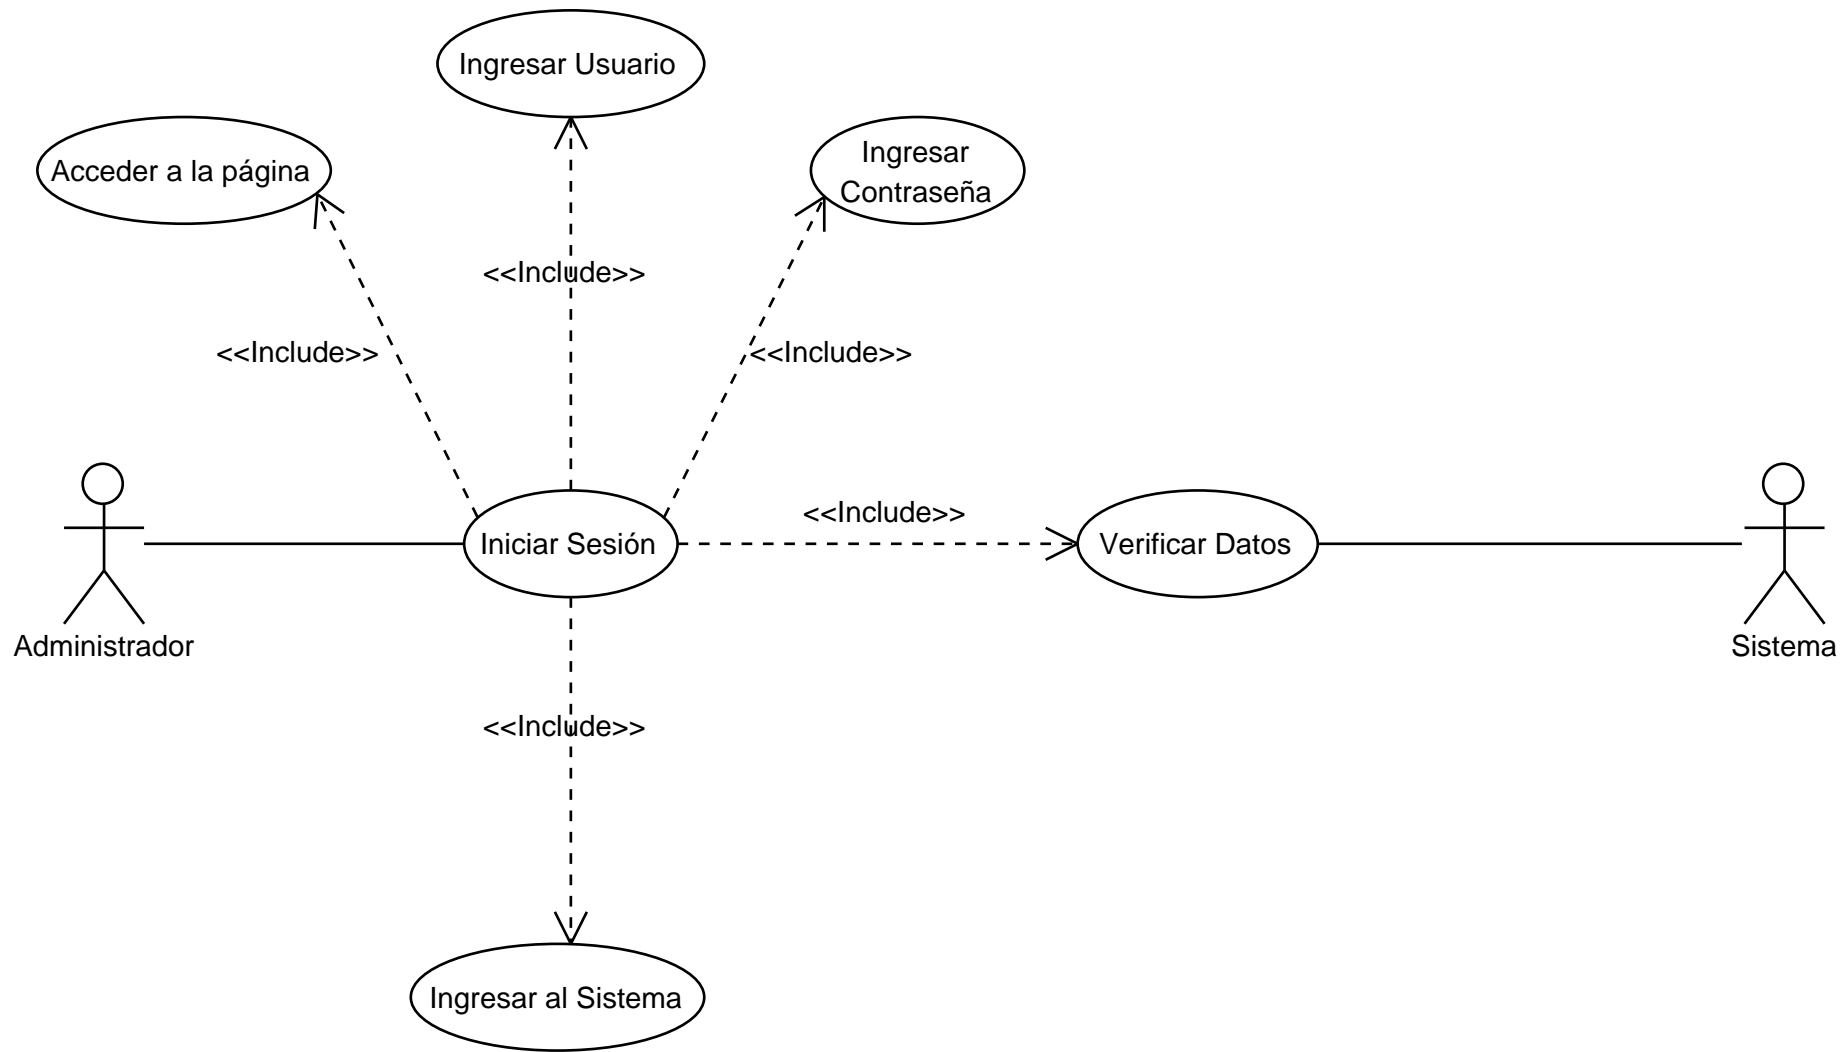 Ingresar Usuario
Acceder a la página
Ingresar
Contraseña
<<Include>>
<<Include>>
<<Include>>
<<Include>>
Iniciar Sesión
Verificar Datos
Administrador
Sistema
<<Include>>
Ingresar al Sistema